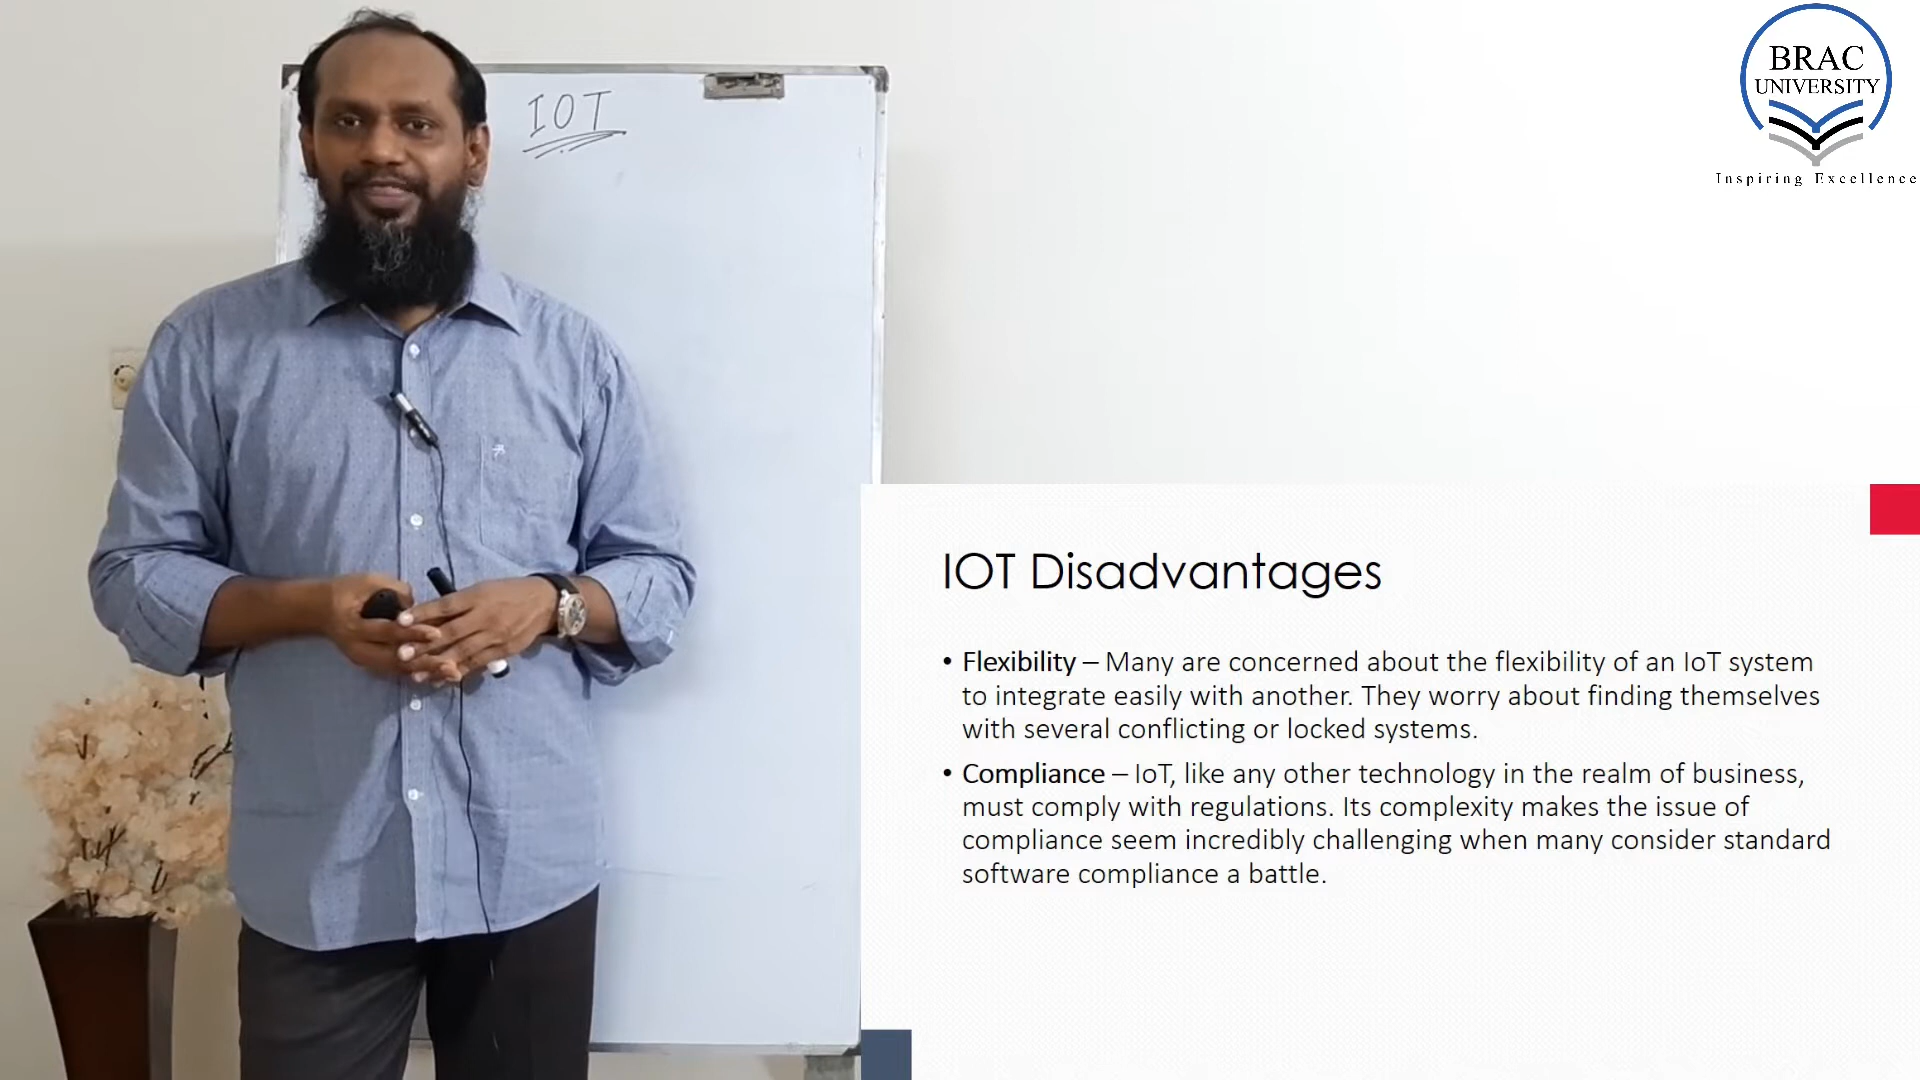 IOT
BRAC
UNIVERSITY
Inspiring Excellence
IOT Disadvantages
• Flexibility – Many are concerned about the flexibility of an IoT system
to integrate easily with another. They worry about finding themselves
with several conflicting or locked systems.
• Compliance – IoT, like any other technology in the realm of business,
must comply with regulations. Its complexity makes the issue of
compliance seem incredibly challenging when many consider standard
software compliance a battle.